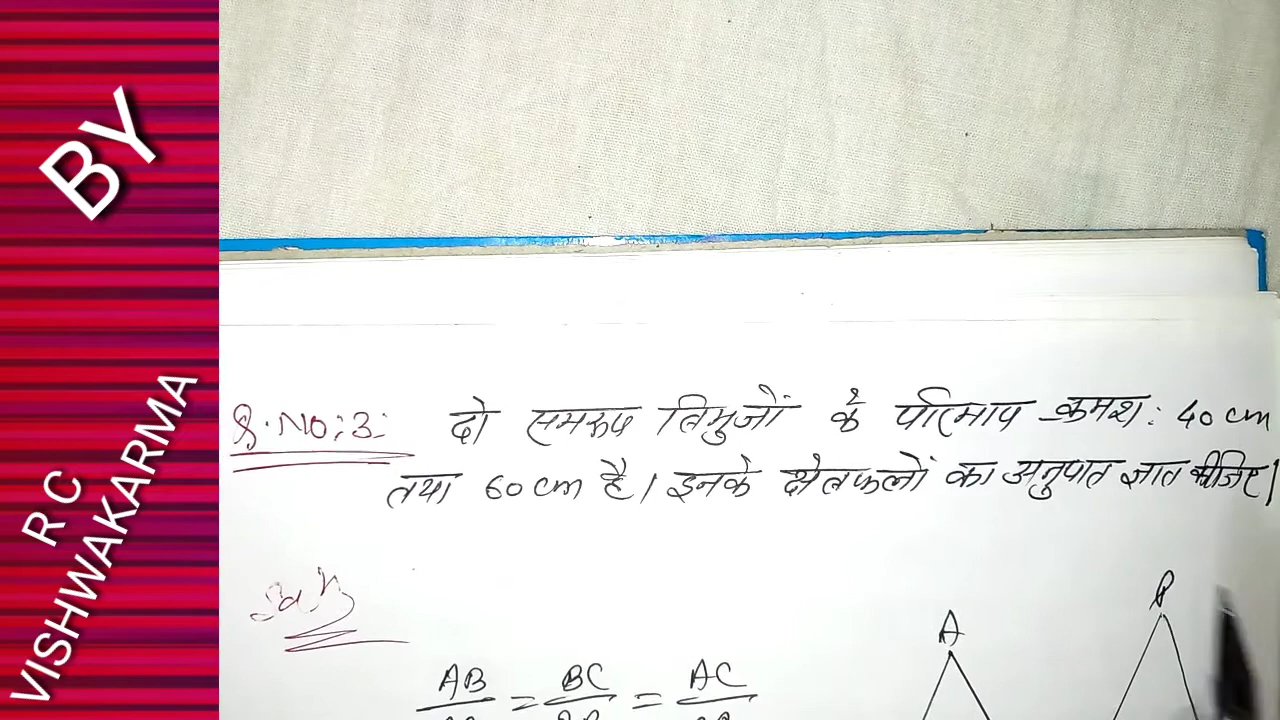 BY
R C
VISHWAKARMA
Q.NO:3:- दो समरूप त्रिभुजों के परिमाप क्रमश: 40 cm
तथा 60 cm है। इनके क्षेत्रफलों का अनुपात ज्ञात कीजिए।
Sol
A
AB = BC = AC